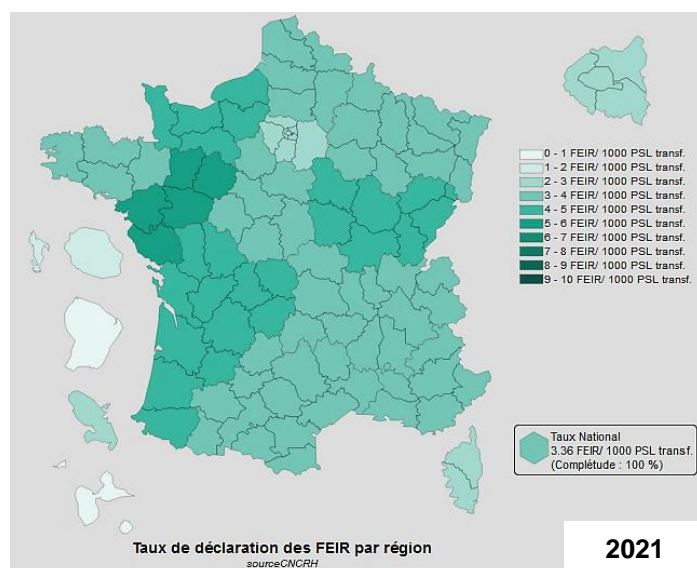 0 - 1 FEIR/ 1000 PSL transf.
1 - 2 FEIR/ 1000 PSL transf.
2 - 3 FEIR/ 1000 PSL transf.
3 - 4 FEIR/ 1000 PSL transf.
4 - 5 FEIR/ 1000 PSL transf.
5 - 6 FEIR/ 1000 PSL transf.
6 - 7 FEIR/ 1000 PSL transf.
7 - 8 FEIR/ 1000 PSL transf.
8 - 9 FEIR/ 1000 PSL transf.
9 - 10 FEIR/ 1000 PSL transf.
Taux National
3.36 FEIR/ 1000 PSL transf.
(Complétude : 100 %)
Taux de déclaration des FEIR par région
sourceCNCRH
2021